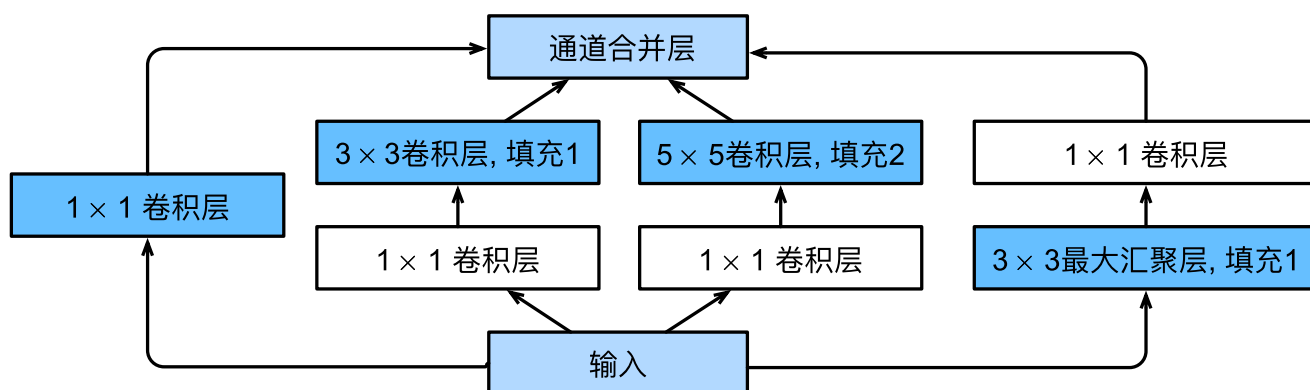 通道合并层
3 × 3卷积层, 填充1
5 × 5卷积层, 填充2
1 × 1 卷积层
1 × 1 卷积层
1 × 1 卷积层
1 × 1 卷积层
3 × 3最大汇聚层, 填充1
输入